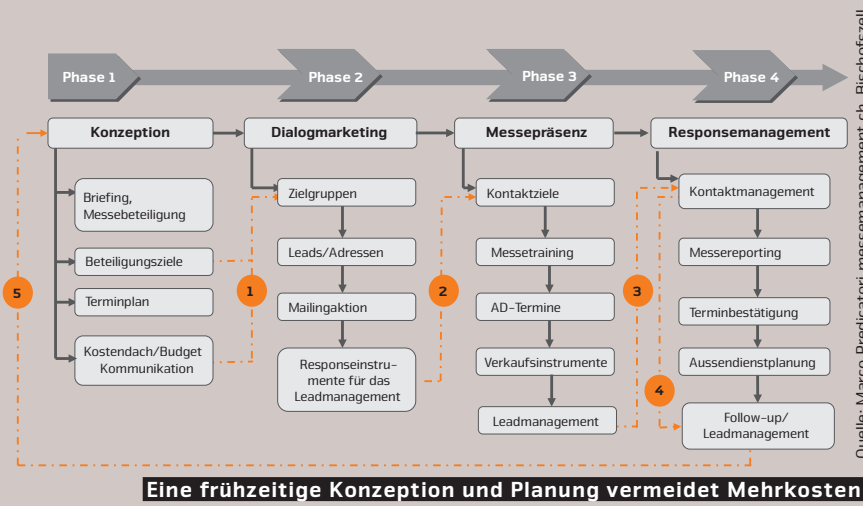 Phase 1
Phase 2
Phase 3
Phase 4
Konzeption
Dialogmarketing
Messepräsenz
Responsemanagement
Briefing,
Messebeteiligung
Beteiligungsziele
Terminplan
Kostendach/Budget
Kommunikation
Zielgruppen
Leads/Adressen
Mailingaktion
Responseinstru-
mente für das
Leadmanagement
Kontaktziele
Messetraining
AD-Termine
Verkaufsinstrumente
Leadmanagement
Kontaktmanagement
Messereporting
Terminbestätigung
Aussendienstplanung
Follow-up/
Leadmanagement
5
1
2
3
4
Quelle: Marco Predicatori messemanagement.ch, Bischofszell
Eine frühzeitige Konzeption und Planung vermeidet Mehrkosten